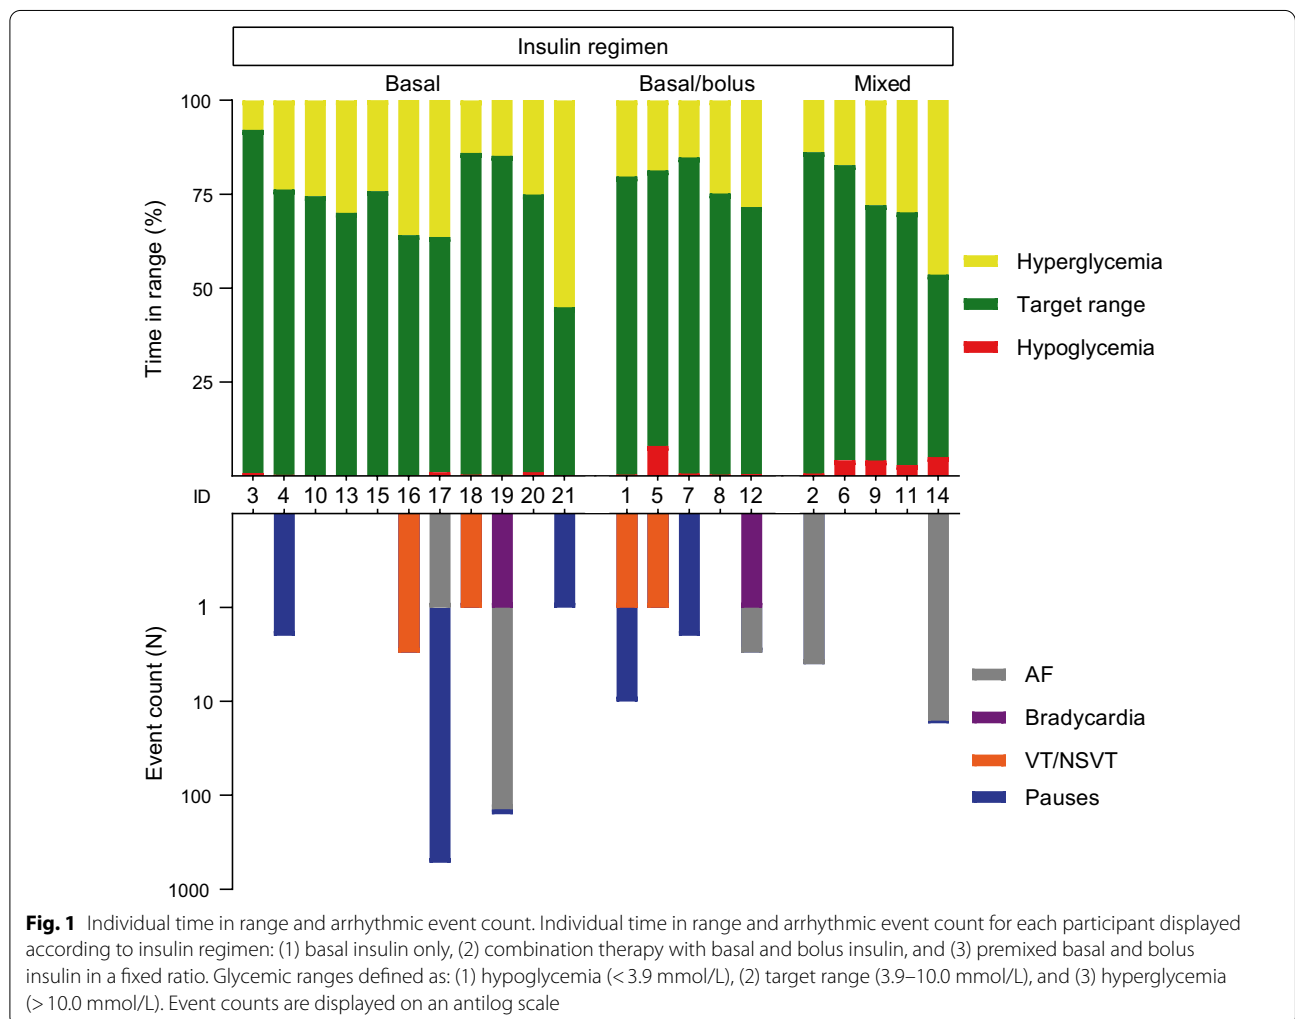 Insulin regimen
Basal Basal/bolus Mixed
100
75
50
25
Time in range (%)
Hyperglycemia
Target range
Hypoglycemia
ID 3 4 10 13 15 16 17 18 19 20 21 1 5 7 8 12 2 6 9 11 14
1
10
100
1000
Event count (N)
AF
Bradycardia
VT/NSVT
Pauses
Fig. 1 Individual time in range and arrhythmic event count. Individual time in range and arrhythmic event count for each participant displayed
according to insulin regimen: (1) basal insulin only, (2) combination therapy with basal and bolus insulin, and (3) premixed basal and bolus
insulin in a fixed ratio. Glycemic ranges defined as: (1) hypoglycemia (< 3.9 mmol/L), (2) target range (3.9–10.0 mmol/L), and (3) hyperglycemia
(> 10.0 mmol/L). Event counts are displayed on an antilog scale